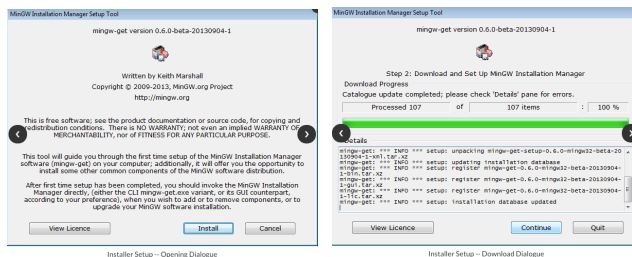 MinGW Installation Manager Setup Tool
mingw-get version 0.6.0-beta-20130904-1
Written by Keith Marshall
Copyright © 2009-2013, MinGW.org Project
http://mingw.org
This is free software; see the product documentation or source code, for copying and
redistribution conditions. There is NO WARRANTY; not even an implied WARRANTY OF
MERCHANTABILITY, nor of FITNESS FOR ANY PARTICULAR PURPOSE.
This tool will guide you through the first time setup of the MinGW Installation Manager
software (mingw-get) on your computer; additionally, it will offer you the opportunity to
install some other common components of the MinGW software distribution.
After first time setup has been completed, you should invoke the MinGW Installation
Manager directly, (either the CLI mingw-get.exe variant, or its GUI counterpart,
according to your preference), when you wish to add or to remove components, or to
upgrade your MinGW software installation.
View Licence
Install
Cancel
Installer Setup -- Opening Dialogue
MinGW Installation Manager Setup Tool
mingw-get version 0.6.0-beta-20130904-1
Step 2: Download and Set Up MinGW Installation Manager
Download Progress
Catalogue update completed; please check 'Details' pane for errors.
Processed 107 of 107 items : 100 %
Details
mingw-get: *** INFO *** setup: unpacking mingw-get-setup-0.6.0-mingw32-beta-20
130904-1-xml.tar.xz
mingw-get: *** INFO *** setup: updating installation database
mingw-get: *** INFO *** setup: register mingw-get-0.6.0-mingw32-beta-20130904-
1-bin.tar.xz
mingw-get: *** INFO *** setup: register mingw-get-0.6.0-mingw32-beta-20130904-
1-gui.tar.xz
mingw-get: *** INFO *** setup: register mingw-get-0.6.0-mingw32-beta-20130904-
1-lic.tar.xz
mingw-get: *** INFO *** setup: installation database updated
View Licence
Continue
Quit
Installer Setup -- Download Dialogue